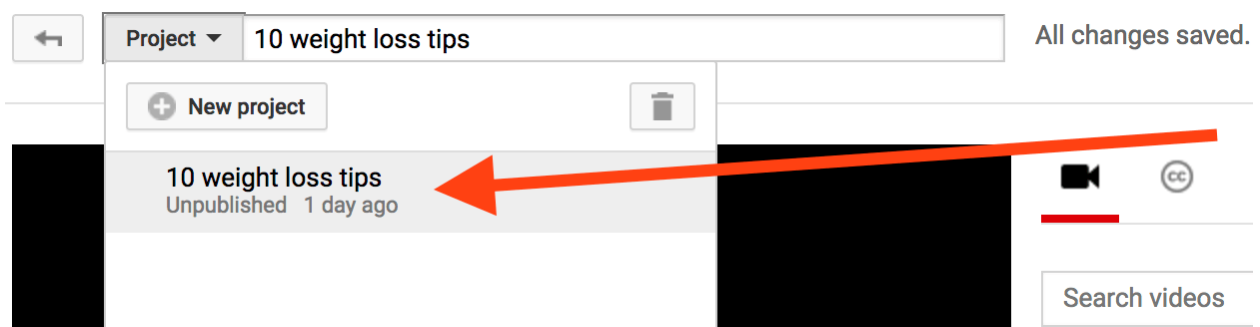 Project 10 weight loss tips All changes saved.
New project
10 weight loss tips
Unpublished 1 day ago
cc
Search videos